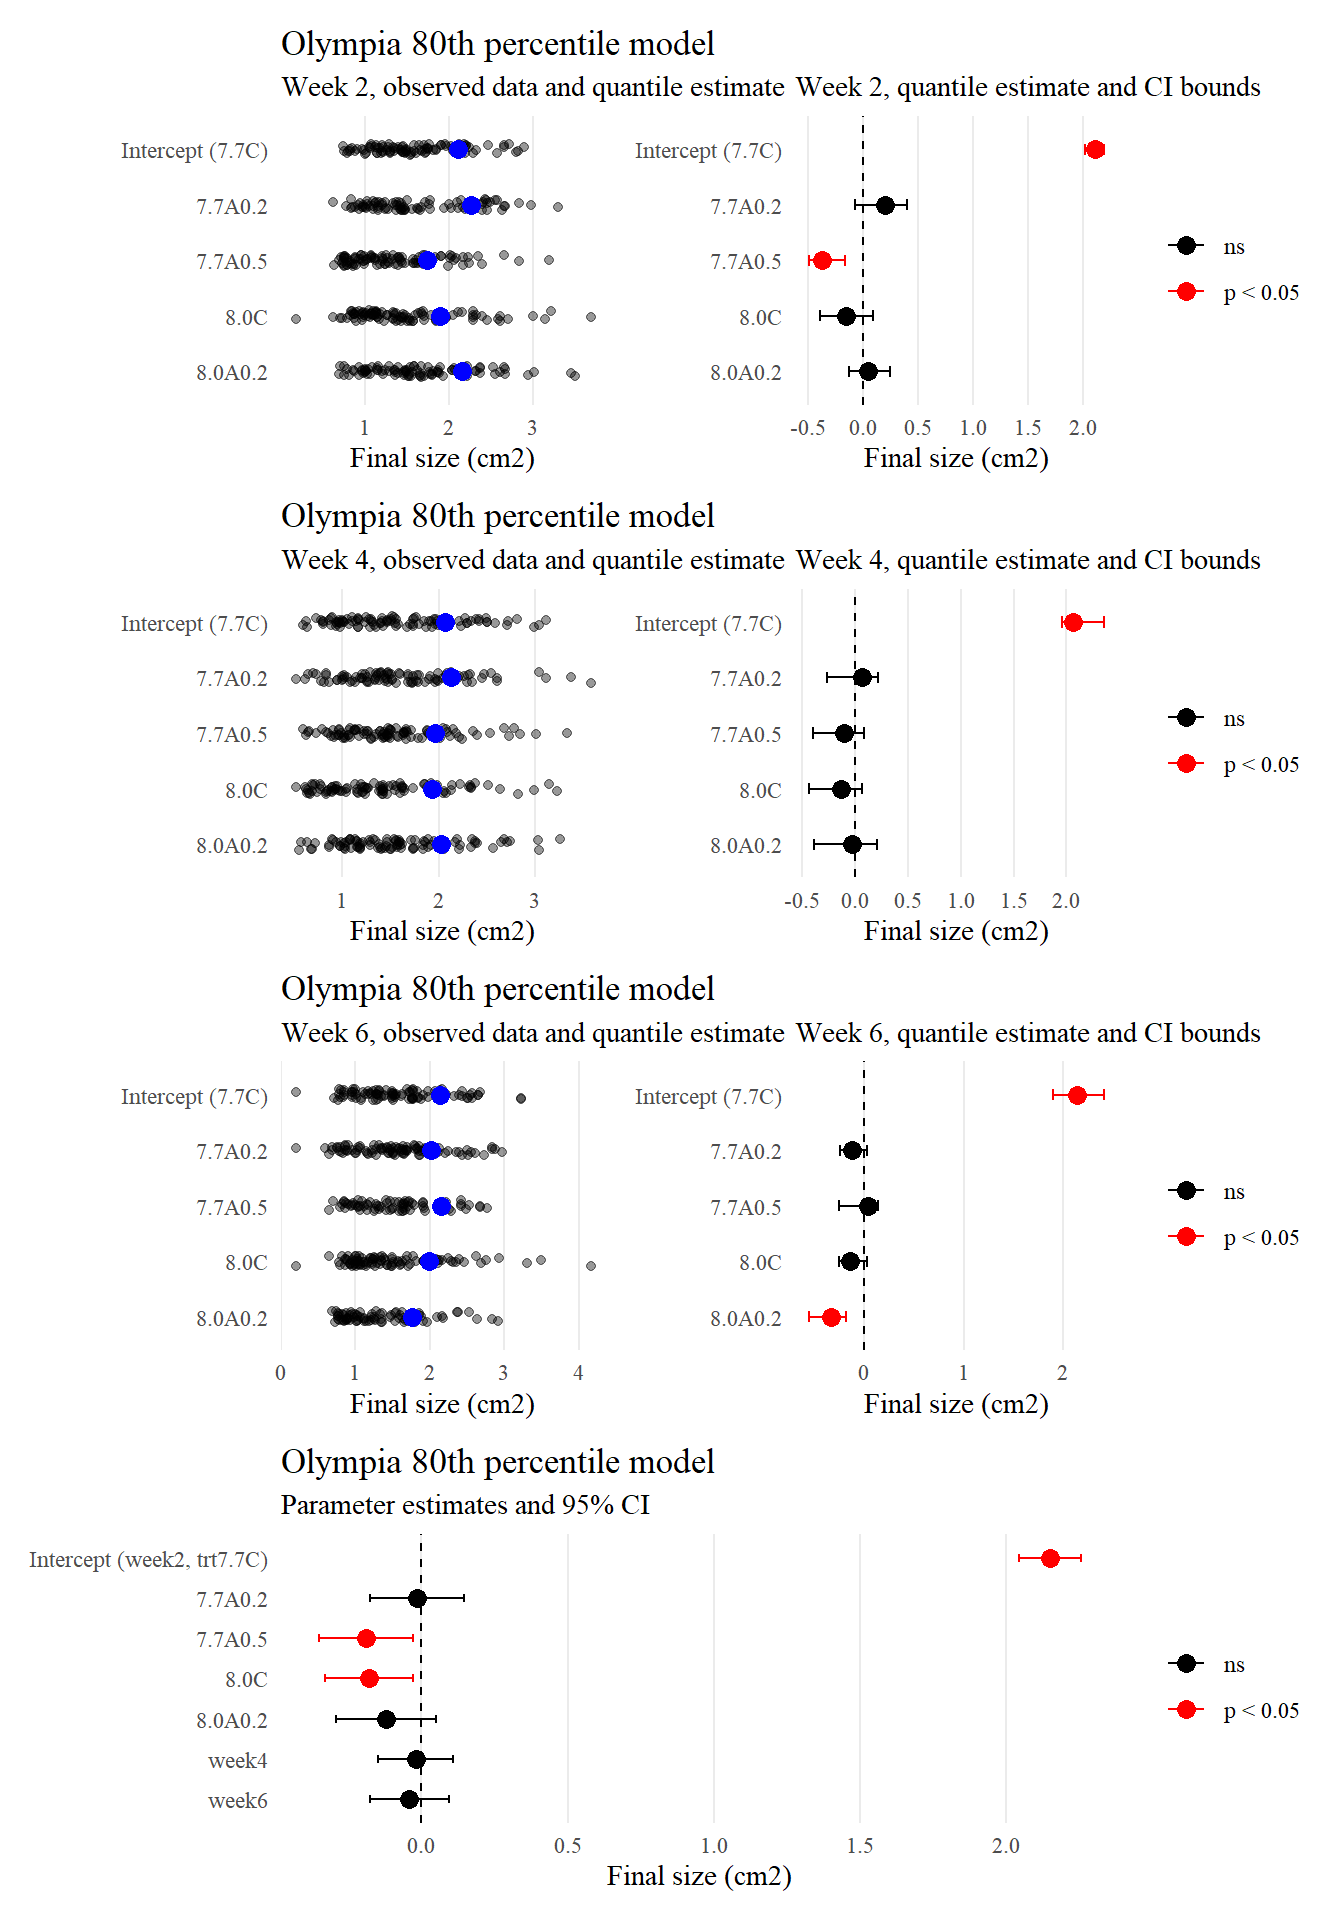 Olympia 80th percentile model
Week 2, observed data and quantile estimate Week 2, quantile estimate and CI bounds
Intercept (7.7C)
7.7A0.2
7.7A0.5
8.0C
8.0A0.2
1 2 3
Final size (cm2)
Intercept (7.7C)
7.7A0.2
7.7A0.5
8.0C
8.0A0.2
-0.5 0.0 0.5 1.0 1.5 2.0
Final size (cm2)
ns
p < 0.05
Olympia 80th percentile model
Week 4, observed data and quantile estimate Week 4, quantile estimate and CI bounds
Intercept (7.7C)
7.7A0.2
7.7A0.5
8.0C
8.0A0.2
1 2 3
Final size (cm2)
Intercept (7.7C)
7.7A0.2
7.7A0.5
8.0C
8.0A0.2
-0.5 0.0 0.5 1.0 1.5 2.0
Final size (cm2)
ns
p < 0.05
Olympia 80th percentile model
Week 6, observed data and quantile estimate Week 6, quantile estimate and CI bounds
Intercept (7.7C)
7.7A0.2
7.7A0.5
8.0C
8.0A0.2
0 1 2 3 4
Final size (cm2)
Intercept (7.7C)
7.7A0.2
7.7A0.5
8.0C
8.0A0.2
0 1 2
Final size (cm2)
ns
p < 0.05
Olympia 80th percentile model
Parameter estimates and 95% CI
Intercept (week2, trt7.7C)
7.7A0.2
7.7A0.5
8.0C
8.0A0.2
week4
week6
0.0 0.5 1.0 1.5 2.0
Final size (cm2)
ns
p < 0.05